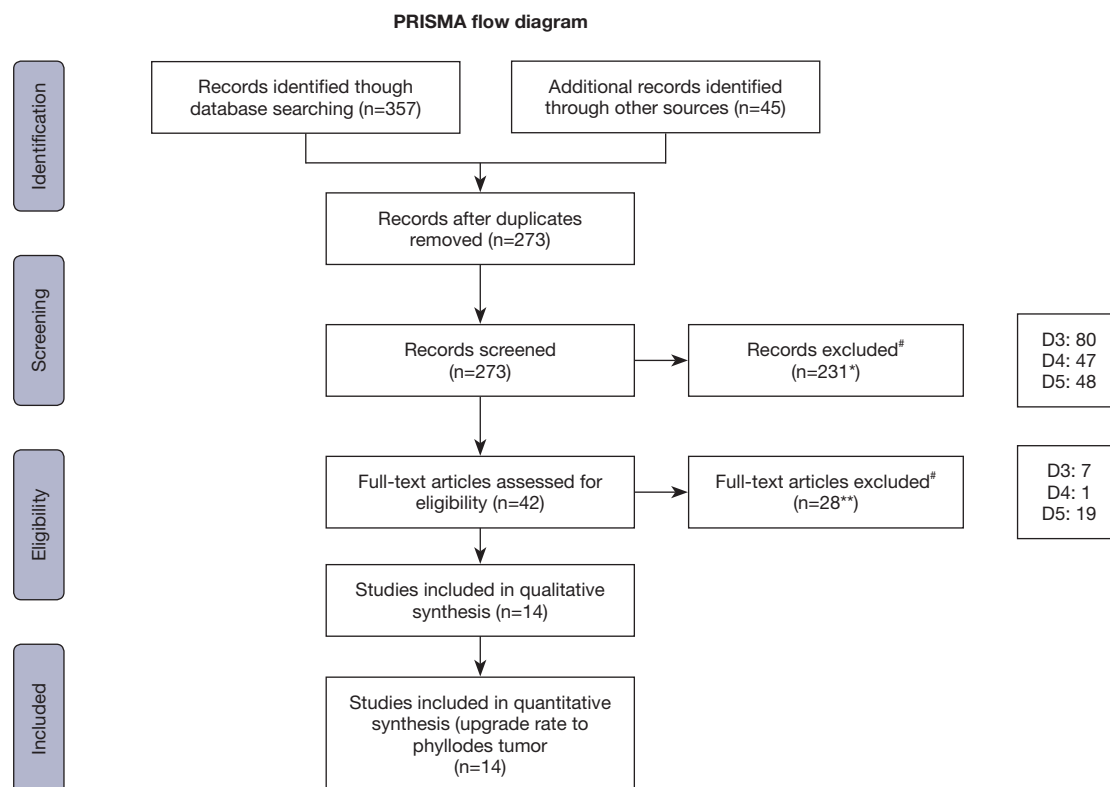 PRISMA flow diagram
Identification
Records identified though
database searching (n=357)
Additional records identified
through other sources (n=45)
Records after duplicates
removed (n=273)
Screening
Records screened
(n=273)
Records excluded#
(n=231*)
D3: 80
D4: 47
D5: 48
Eligibility
Full-text articles assessed for
eligibility (n=42)
Full-text articles excluded#
(n=28**)
D3: 7
D4: 1
D5: 19
Studies included in qualitative
synthesis (n=14)
Included
Studies included in quantitative
synthesis (upgrade rate to
phyllodes tumor
(n=14)